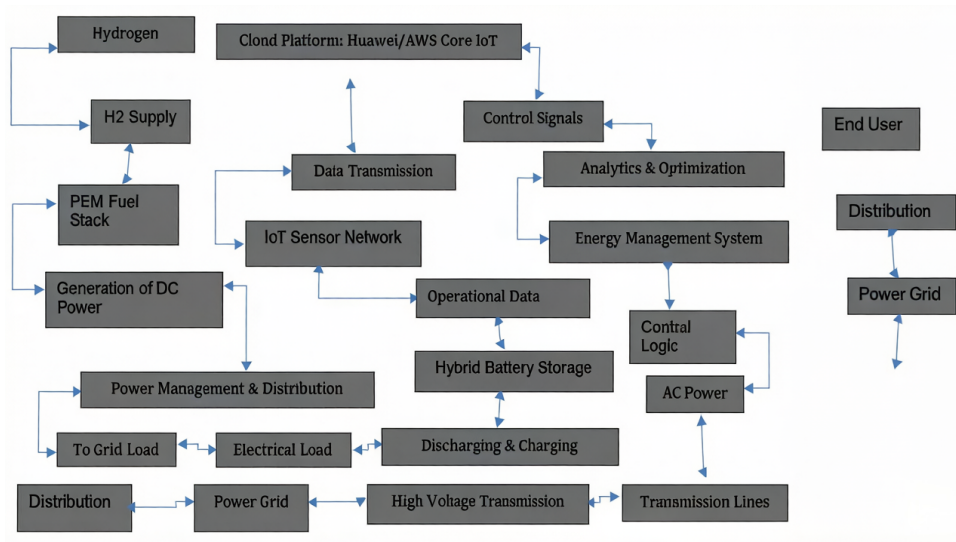 Hydrogen
Clond Platform: Huawei/AWS Core IoT
H2 Supply
Control Signals
End User
Data Transmission
Analytics & Optimization
PEM Fuel
Stack
Distribution
IoT Sensor Network
Energy Management System
Generation of DC
Power
Operational Data
Power Grid
Contral
Logic
Hybrid Battery Storage
Power Management & Distribution
AC Power
To Grid Load
Electrical Load
Discharging & Charging
Distribution
Power Grid
High Voltage Transmission
Transmission Lines